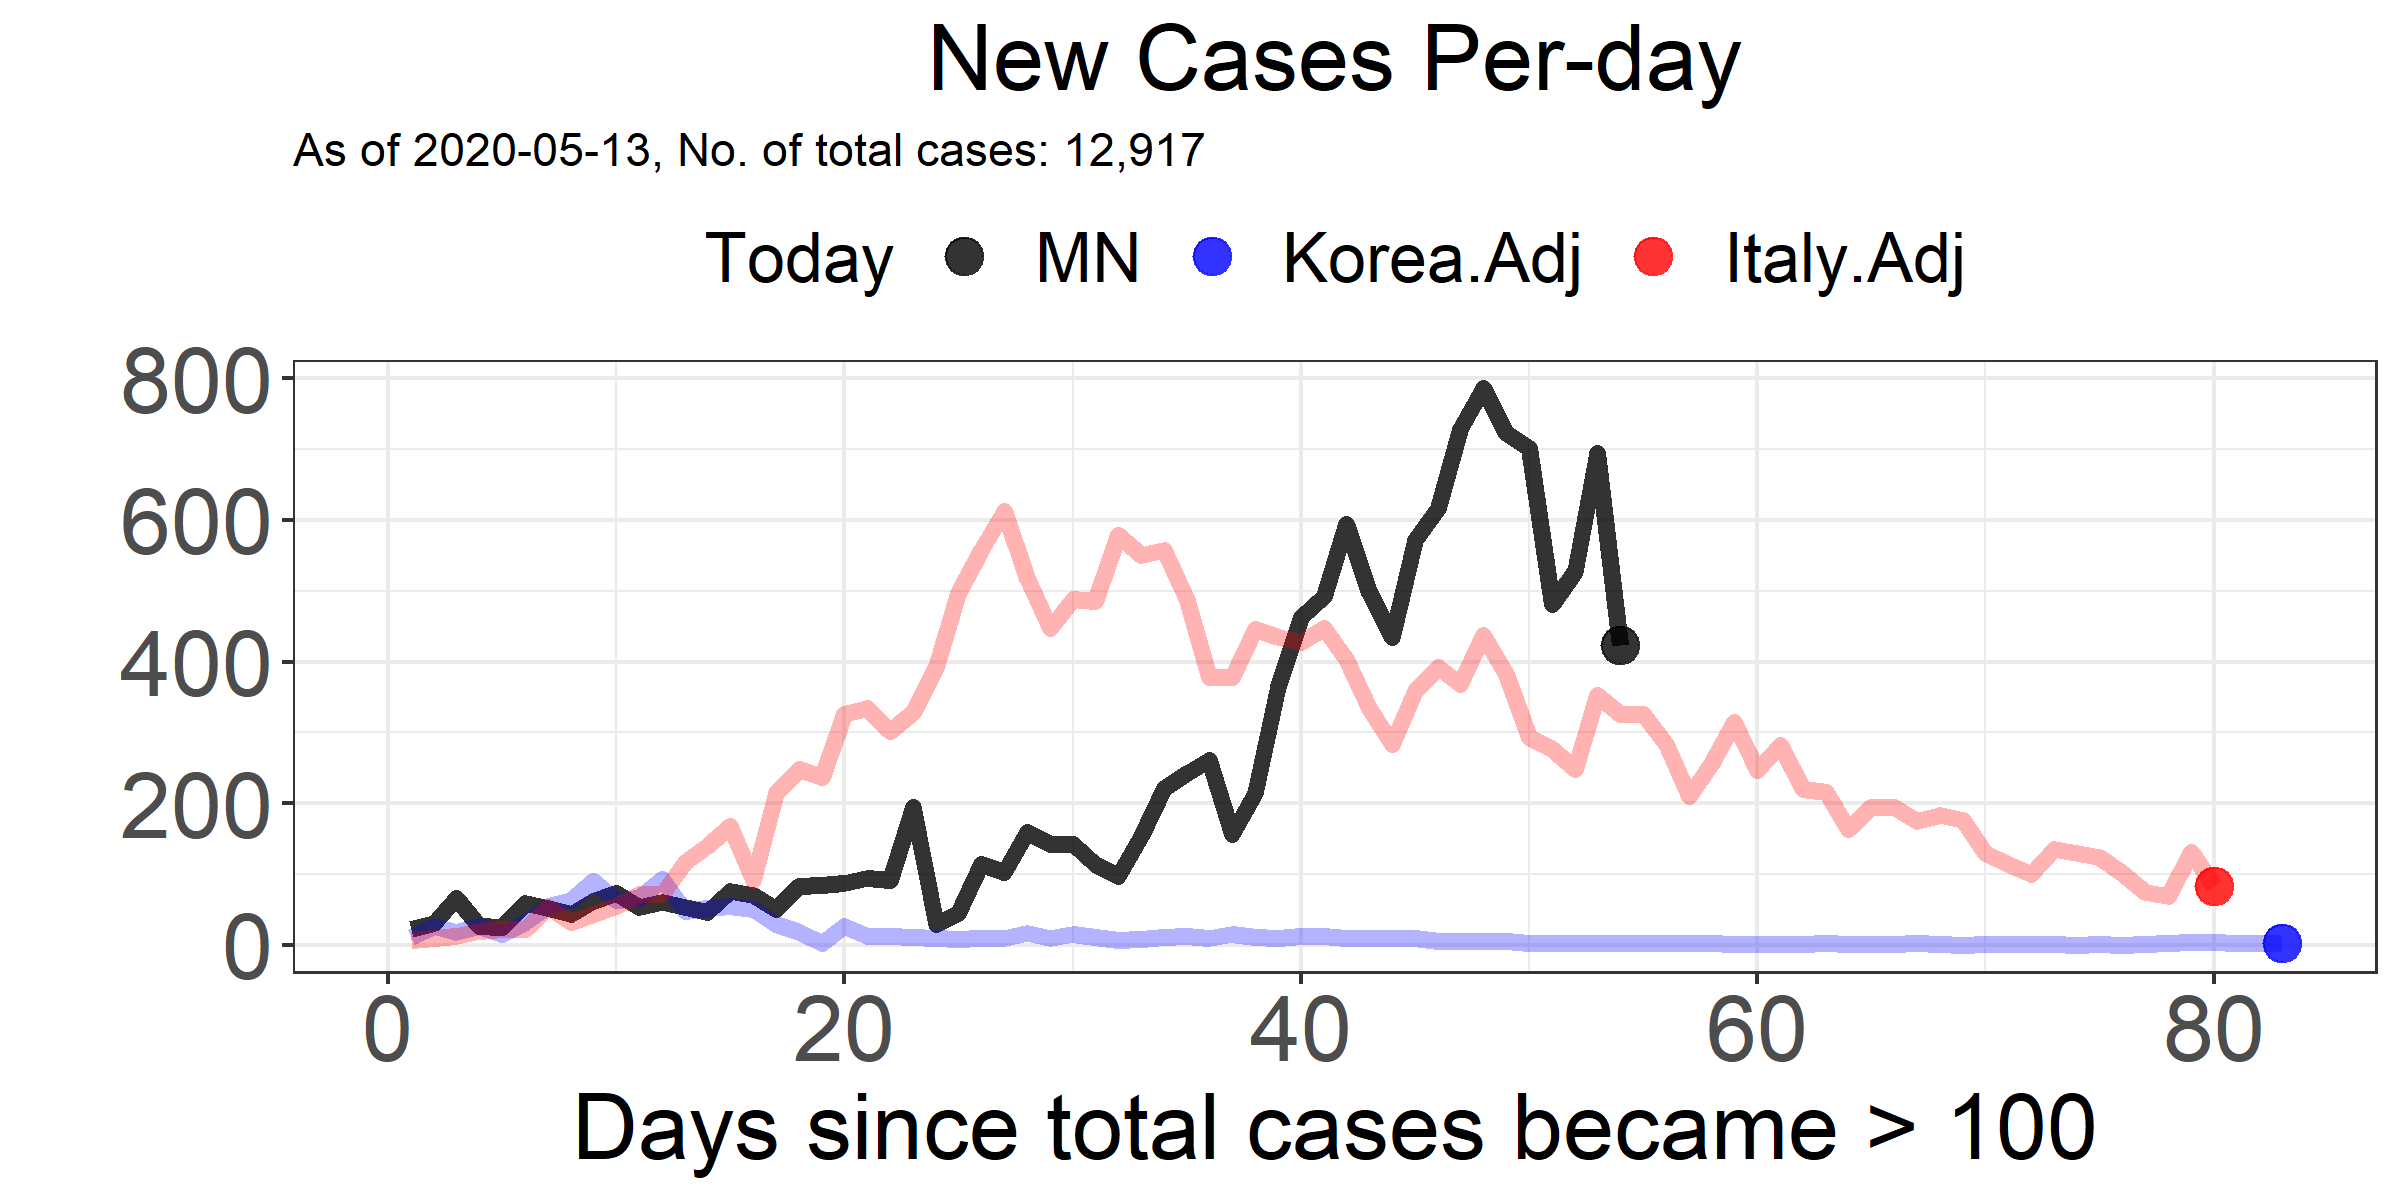 New Cases Per-day
As of 2020-05-13, No. of total cases: 12,917
Today MN Korea.Adj Italy.Adj
800
600
400
200
0
0 20 40 60 80
Days since total cases became > 100